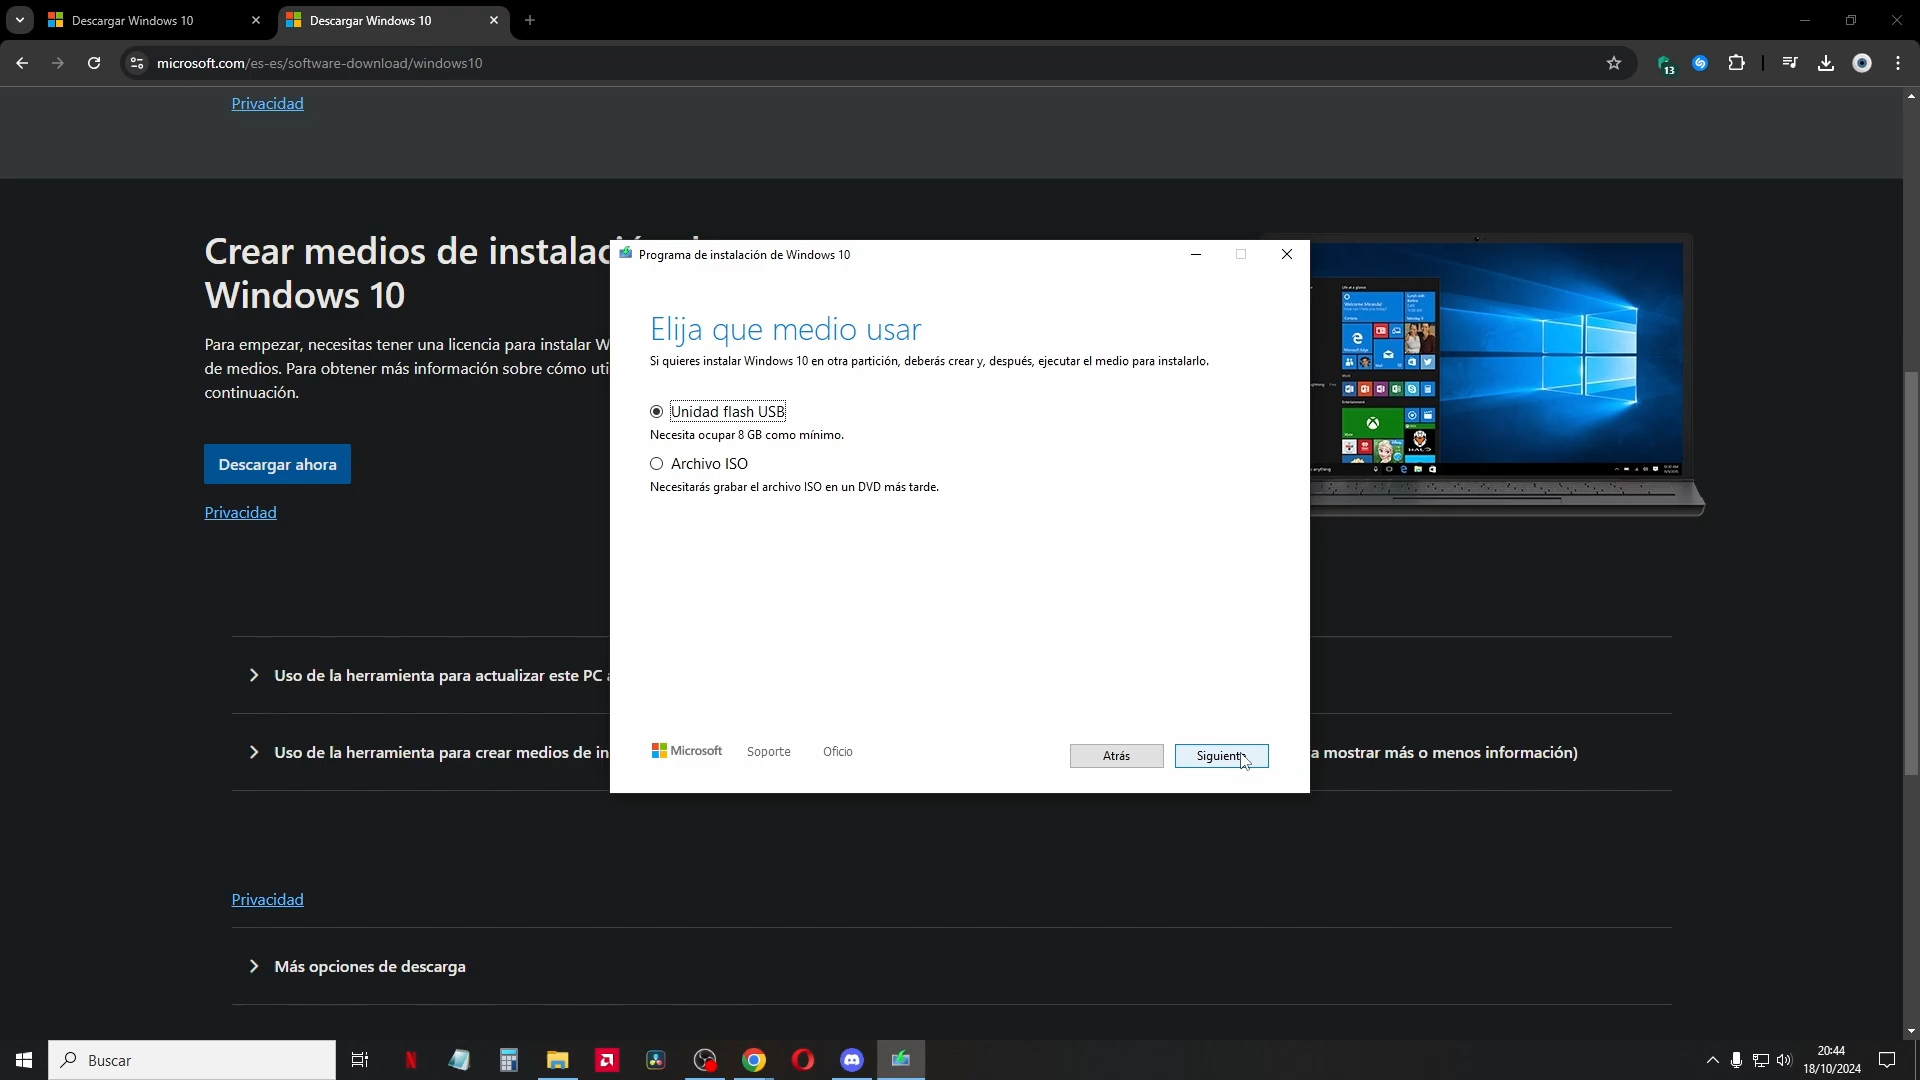 Descargar Windows 10
Descargar Windows 10
microsoft.com/es-es/software-download/windows10
13
Privacidad
Crear medios de instalac
Windows 10
Para empezar, necesitas tener una licencia para instalar W
de medios. Para obtener más información sobre cómo uti
continuación.
Descargar ahora
Privacidad
Programa de instalación de Windows 10
Elija que medio usar
Si quieres instalar Windows 10 en otra partición, deberás crear y, después, ejecutar el medio para instalarlo.
Unidad flash USB
Necesita ocupar 8 GB como mínimo.
Archivo ISO
Necesitarás grabar el archivo ISO en un DVD más tarde.
Microsoft
Soporte
Oficio
Atrás
Siguiente
Uso de la herramienta para actualizar este PC a
Uso de la herramienta para crear medios de in
a mostrar más o menos información)
Privacidad
Más opciones de descarga
Buscar
20:44
18/10/2024